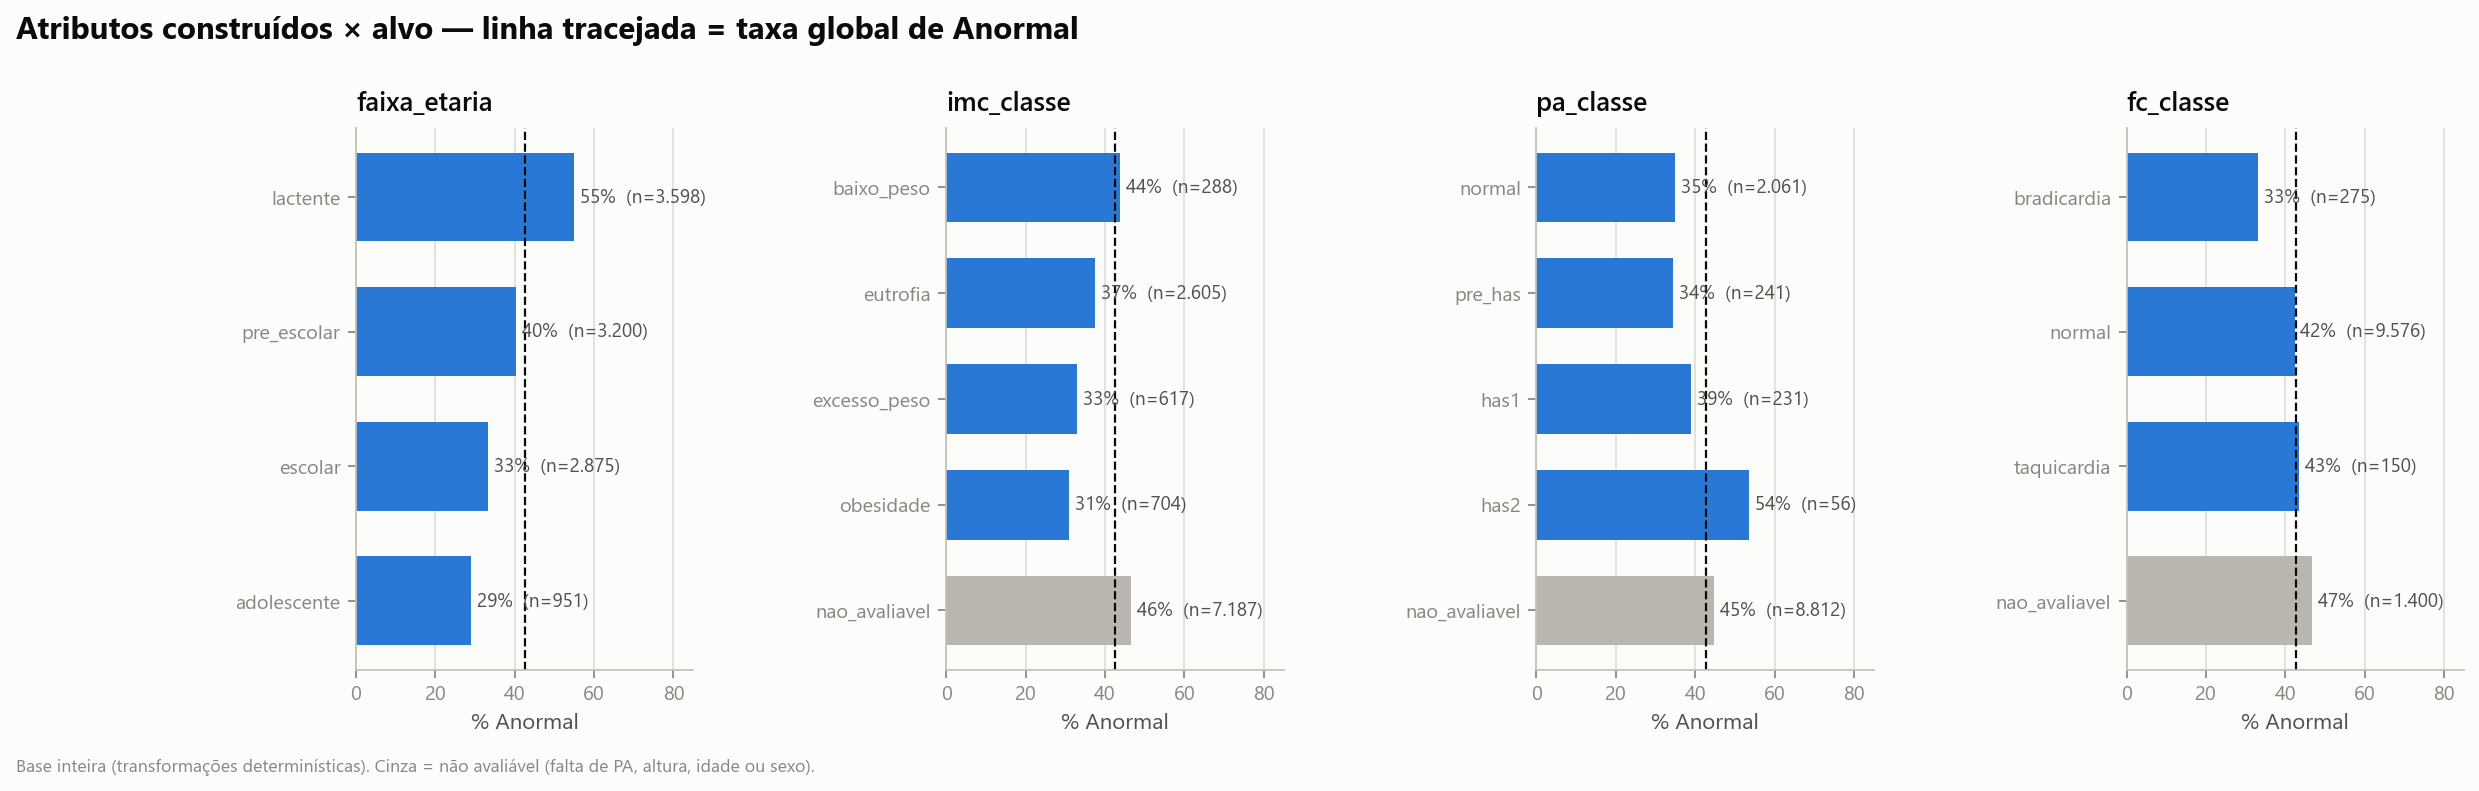 Atributos construídos × alvo — linha tracejada = taxa global de Anormal
faixa_etaria
lactente
55% (n=3.598)
pre_escolar
40% (n=3.200)
escolar
33% (n=2.875)
adolescente
29% (n=951)
0 20 40 60 80
% Anormal
imc_classe
baixo_peso
44% (n=288)
eutrofia
37% (n=2.605)
excesso_peso
33% (n=617)
obesidade
31% (n=704)
nao_avaliavel
46% (n=7.187)
0 20 40 60 80
% Anormal
pa_classe
normal
35% (n=2.061)
pre_has
34% (n=241)
has1
39% (n=231)
has2
54% (n=56)
nao_avaliavel
45% (n=8.812)
0 20 40 60 80
% Anormal
fc_classe
bradicardia
33% (n=275)
normal
42% (n=9.576)
taquicardia
43% (n=150)
nao_avaliavel
47% (n=1.400)
0 20 40 60 80
% Anormal
Base inteira (transformações determinísticas). Cinza = não avaliável (falta de PA, altura, idade ou sexo).